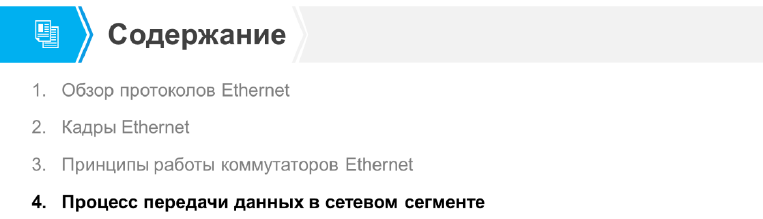 Содержание
1. Обзор протоколов Ethernet
2. Кадры Ethernet
3. Принципы работы коммутаторов Ethernet
4. Процесс передачи данных в сетевом сегменте